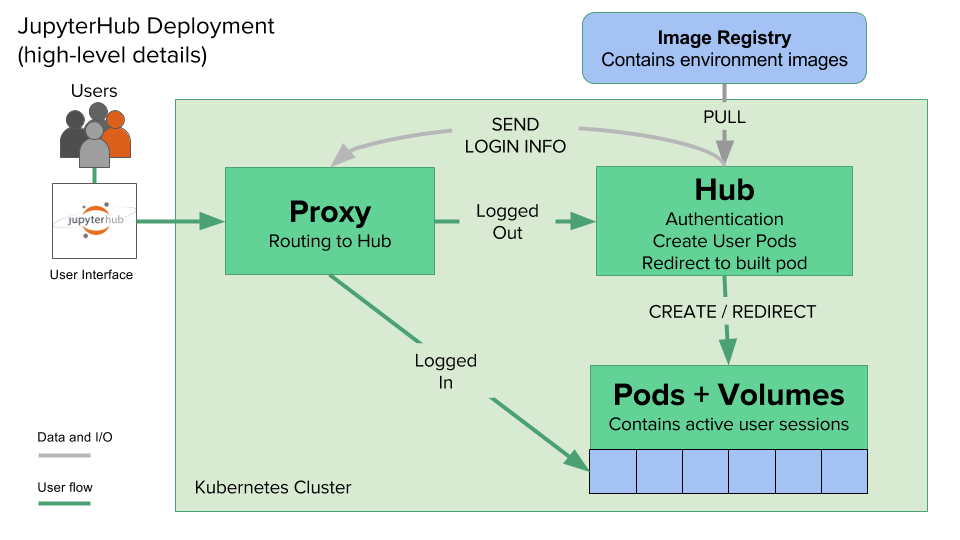 JupyterHub Deployment
(high-level details)
Image Registry
Contains environment images
Users
PULL
SEND
LOGIN INFO
jupyterhub
User Interface
Proxy
Routing to Hub
Logged
Out
Hub
Authentication
Create User Pods
Redirect to built pod
CREATE / REDIRECT
Logged
In
Pods + Volumes
Contains active user sessions
Data and I/O
User flow
Kubernetes Cluster